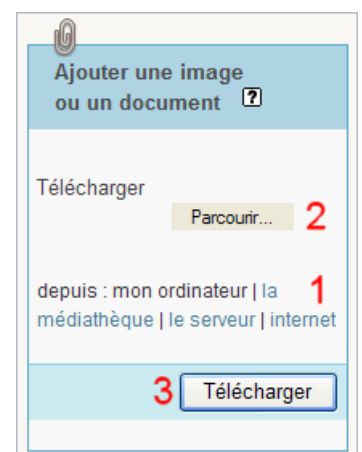 Ajouter une image
ou un document ?
Télécharger
Parcourir... 2
depuis : mon ordinateur | la 1
médiathèque | le serveur | internet
3 Télécharger